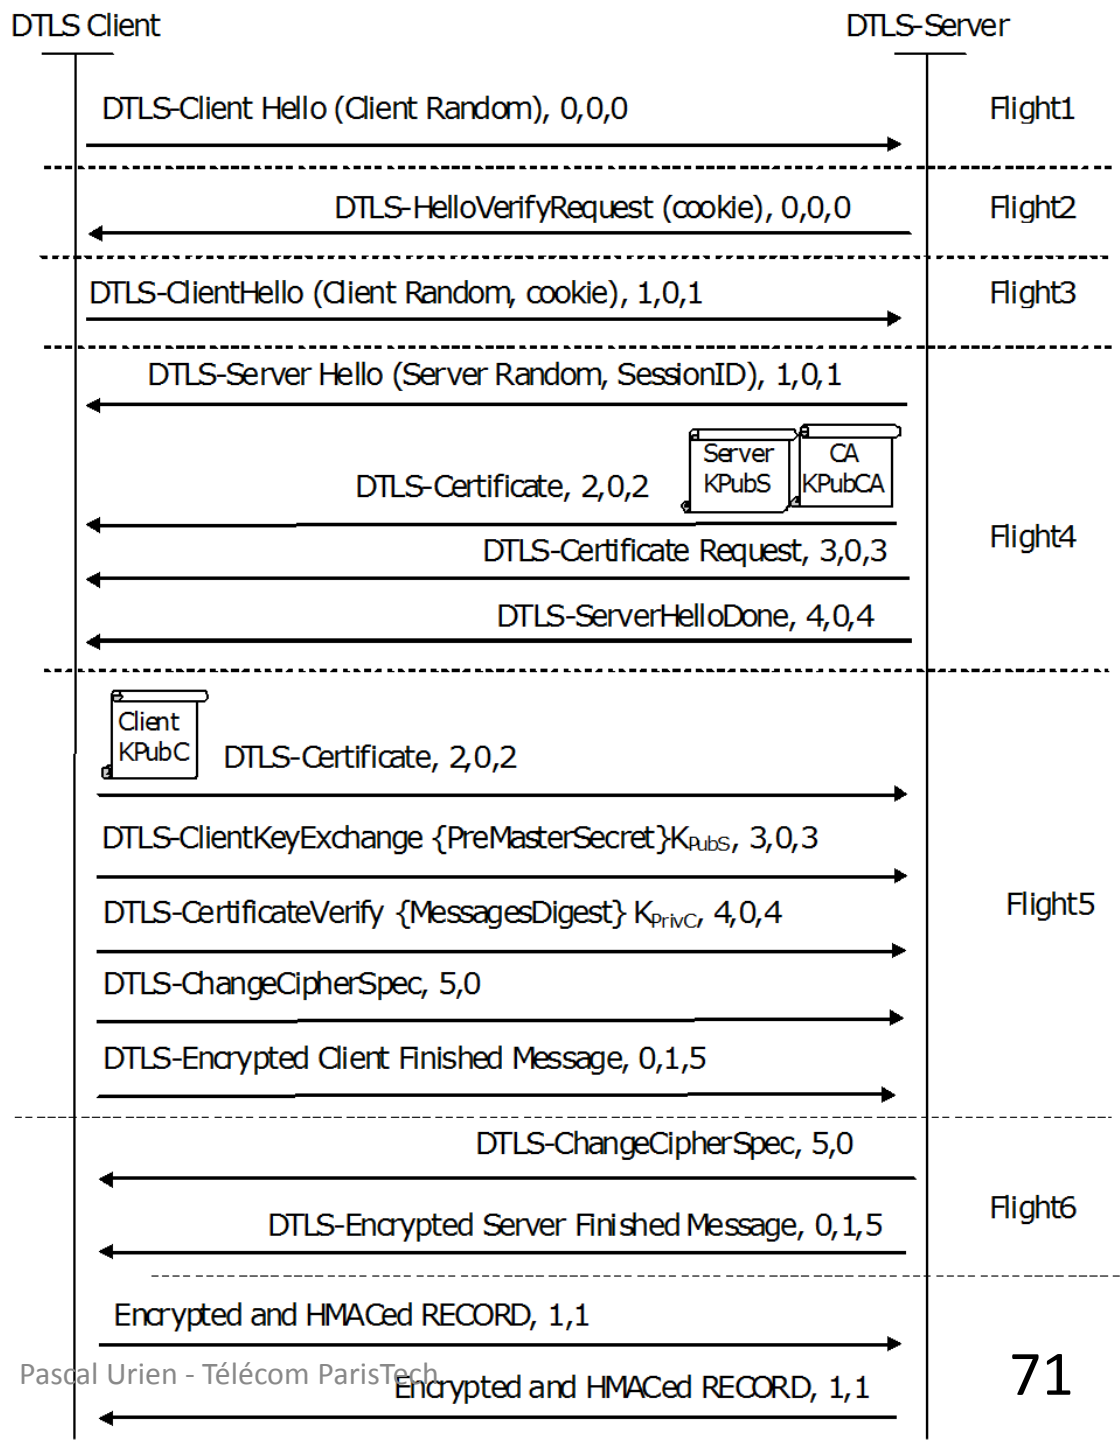 DTLS Client DTLS-Server
DTLS-Client Hello (Client Random), 0,0,0 Flight1
DTLS-HelloVerifyRequest (cookie), 0,0,0 Flight2
DTLS-ClientHello (Client Random, cookie), 1,0,1 Flight3
DTLS-Server Hello (Server Random, SessionID), 1,0,1
Server CA
KPubS KPubCA
DTLS-Certificate, 2,0,2
Flight4
DTLS-Certificate Request, 3,0,3
DTLS-ServerHelloDone, 4,0,4
Client
KPubC
DTLS-Certificate, 2,0,2
DTLS-ClientKeyExchange {PreMasterSecret}KPubS, 3,0,3
DTLS-CertificateVerify {MessagesDigest} KPrivC, 4,0,4
Flight5
DTLS-ChangeCipherSpec, 5,0
DTLS-Encrypted Client Finished Message, 0,1,5
DTLS-ChangeCipherSpec, 5,0
Flight6
DTLS-Encrypted Server Finished Message, 0,1,5
Encrypted and HMACed RECORD, 1,1
Pascal Urien - Télécom ParisTech
71
Encrypted and HMACed RECORD, 1,1